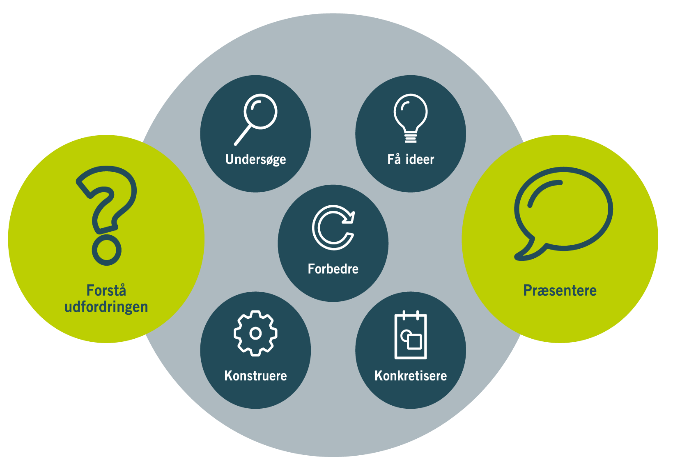 Undersøge
Få ideer
Forstå
udfordringen
Forbedre
Præsentere
Konstruere
Konkretisere